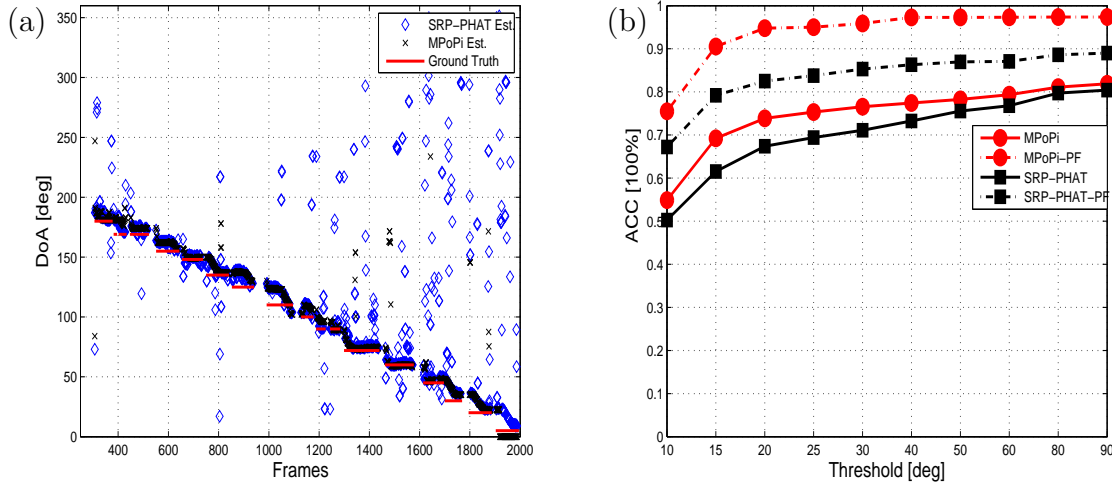 (a)
350
300
250
200
150
100
50
0
DoA [deg]
400 600 800 1000 1200 1400 1600 1800 2000
Frames
SRP−PHAT Est.
MPoPi Est.
Ground Truth
(b)
1
0.9
0.8
0.7
0.6
0.5
0.4
0.3
0.2
0.1
0
ACC [100%]
10 15 20 25 30 40 50 60 80 90
Threshold [deg]
MPoPi
MPoPi−PF
SRP−PHAT
SRP−PHAT−PF